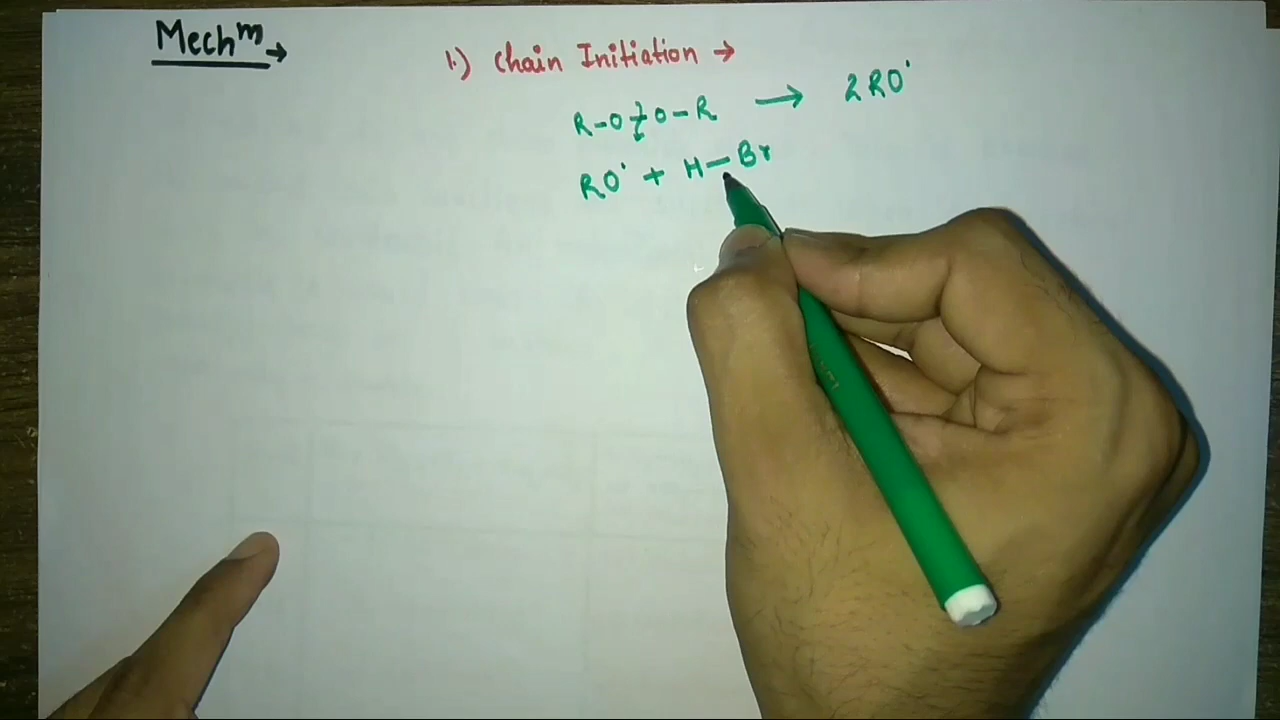 Mechᵐ →
1.) Chain Initiation →
R-O-O-R → 2RO˙
RO˙ + H-Br